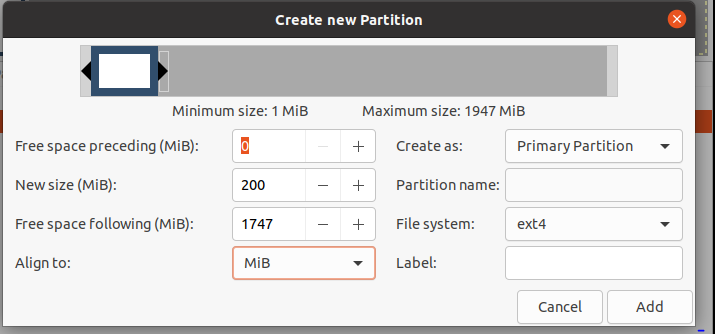 Create new Partition
Minimum size: 1 MiB Maximum size: 1947 MiB
Free space preceding (MiB): 0 Create as: Primary Partition
New size (MiB): 200 Partition name:
Free space following (MiB): 1747 File system: ext4
Align to: MiB Label:
Cancel Add